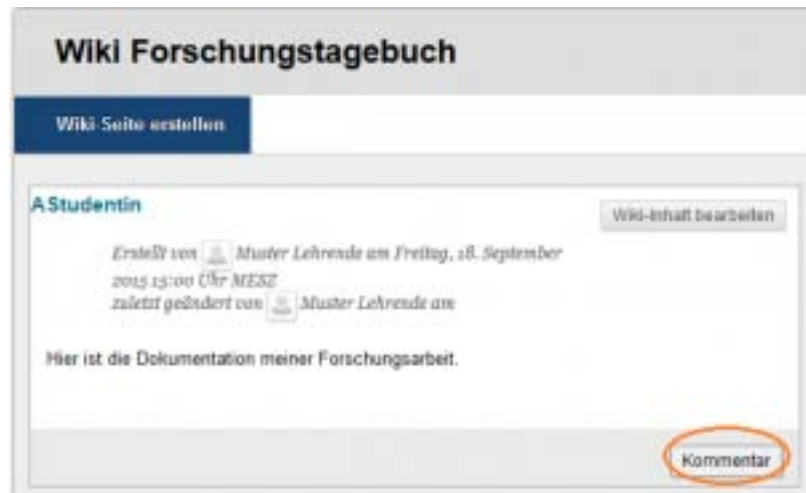 Wiki Forschungstagebuch
Wiki-Seite erstellen
AStudentin
Wiki-Inhalt bearbeiten
Erstellt von Muster Lehrende am Freitag, 18. September
2015 15:00 Uhr MESZ
zuletzt geändert von Muster Lehrende am
Hier ist die Dokumentation meiner Forschungsarbeit.
Kommentar